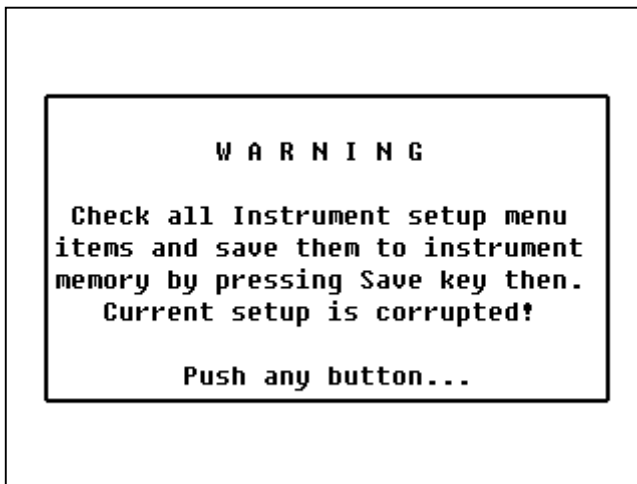 W A R N I N G
Check all Instrument setup menu
items and save them to instrument
memory by pressing Save key then.
Current setup is corrupted!
Push any button...